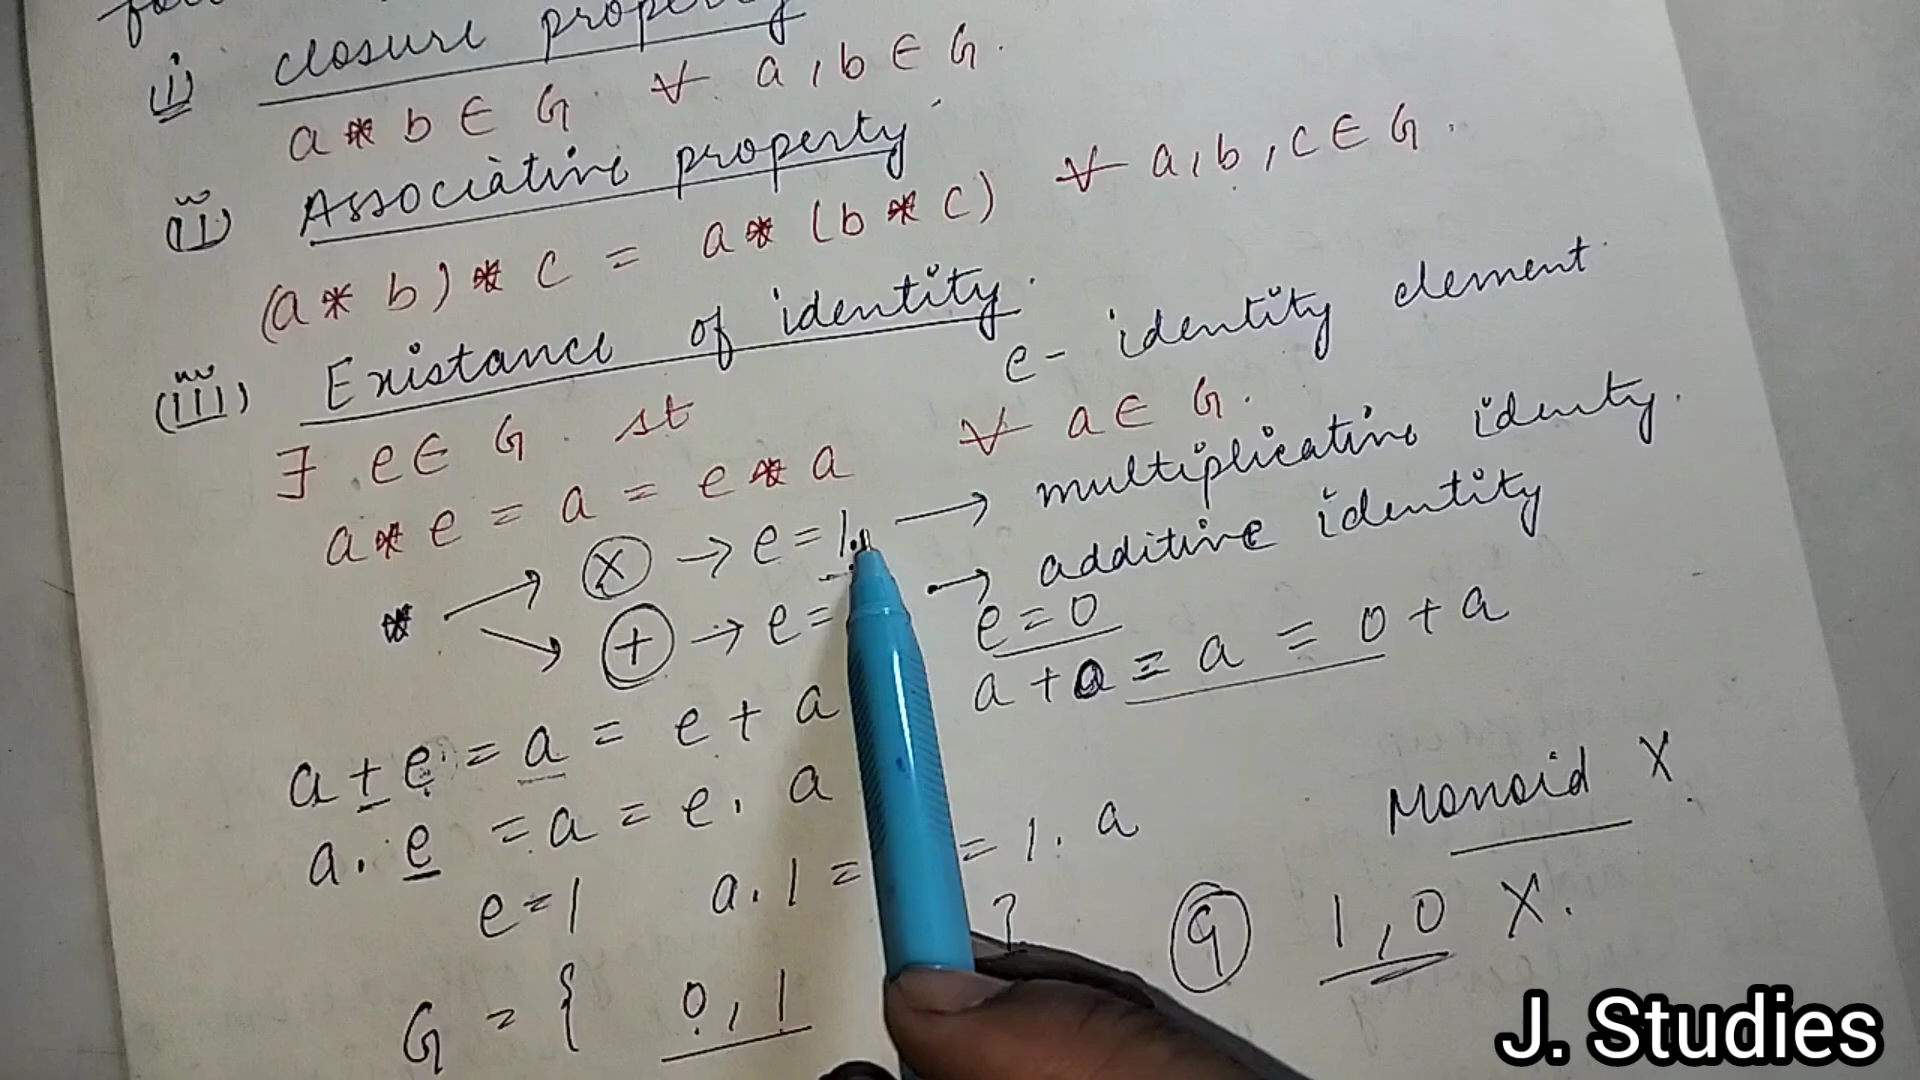 (i) closure property
a * b ∈ G ∀ a, b ∈ G.
(ii) Associative property
(a * b) * c = a * (b * c) ∀ a, b, c ∈ G.
(iii) Existance of identity.
e - identity element
∃ e ∈ G st
a * e = a = e * a ∀ a ∈ G.
* → × → e = 1. → multiplicative identity.
→ + → e = → additive identity
e = 0
a + 0 = a = 0 + a
a + e = a = e + a
a . e = a = e . a
Monoid X
e = 1 a . 1 = = 1 . a
G = { 0, 1 }
G 1, 0 X.
J. Studies